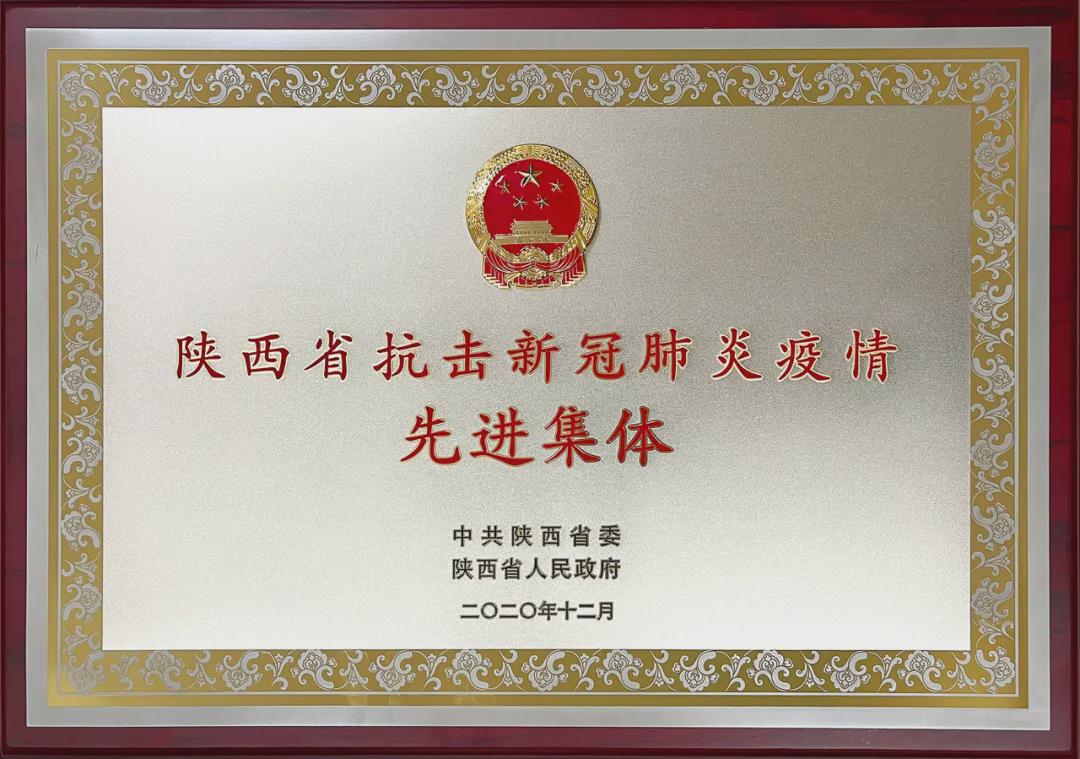 陕西省抗击新冠肺炎疫情
先进集体
中共陕西省委
陕西省人民政府
二〇二〇年十二月